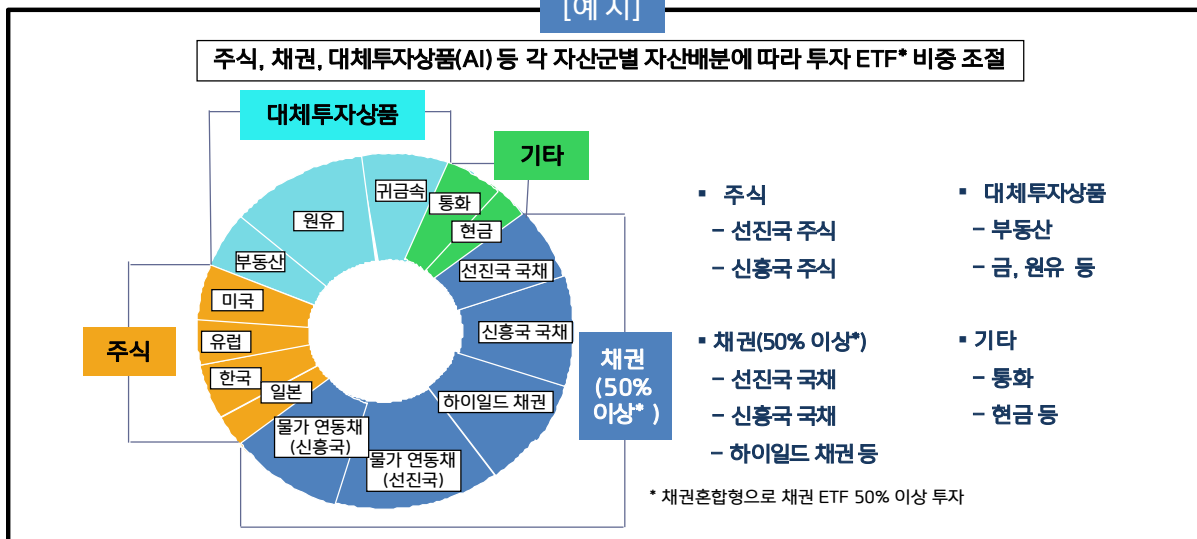 [예 시]
주식, 채권, 대체투자상품(AI) 등 각 자산군별 자산배분에 따라 투자 ETF* 비중 조절
대체투자상품
기타
귀금속
통화
원유
현금
부동산
선진국 국채
미국
신흥국 국채
유럽
주식
한국
일본
하이일드 채권
물가 연동채
(신흥국)
물가 연동채
(선진국)
채권
(50%
이상* )
▪ 주식
– 선진국 주식
– 신흥국 주식
▪ 대체투자상품
– 부동산
– 금, 원유 등
▪ 채권(50% 이상*)
– 선진국 국채
– 신흥국 국채
– 하이일드 채권 등
▪ 기타
– 통화
– 현금 등
* 채권혼합형으로 채권 ETF 50% 이상 투자